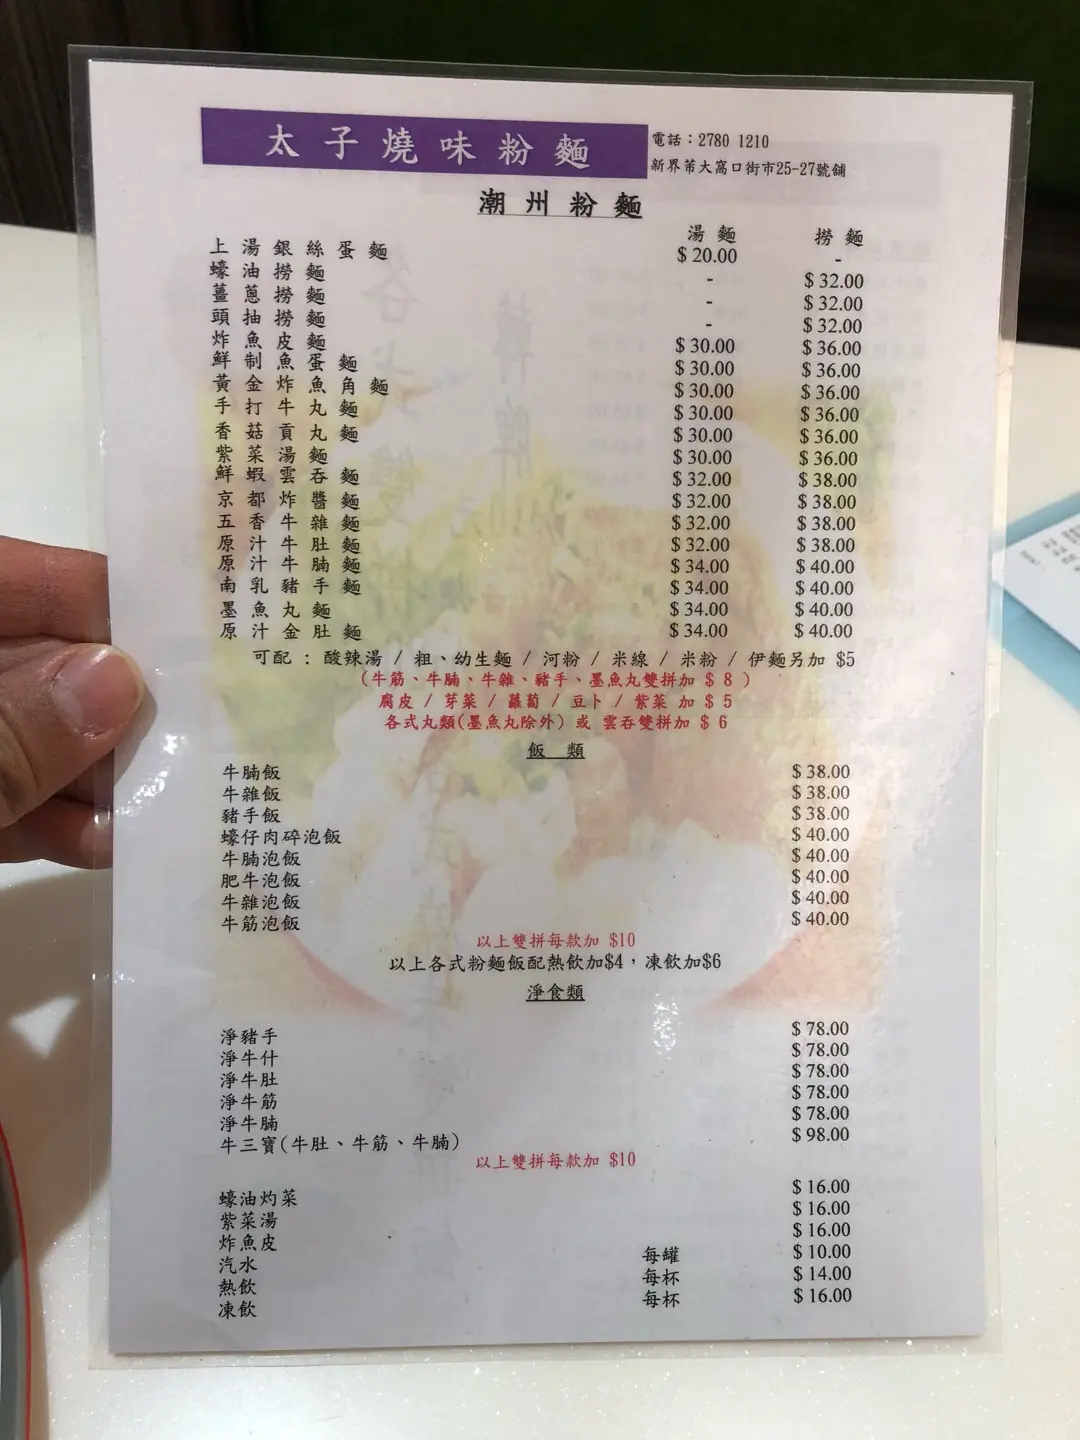 太子燒味粉麵
電話：2780 1210
新界荃大窩口街市25-27號舖
潮州粉麵
湯麵 撈麵
上湯銀絲蛋麵 $ 20.00 -
蠔油撈麵 - $ 32.00
薑蔥撈麵 - $ 32.00
頭抽撈麵 - $ 32.00
炸魚皮麵 $ 30.00 $ 36.00
鮮制魚蛋麵 $ 30.00 $ 36.00
黃金炸魚角麵 $ 30.00 $ 36.00
手打牛丸麵 $ 30.00 $ 36.00
香菇貢丸麵 $ 30.00 $ 36.00
紫菜湯麵 $ 30.00 $ 36.00
鮮蝦雲吞麵 $ 32.00 $ 38.00
京都炸醬麵 $ 32.00 $ 38.00
五香牛雜麵 $ 32.00 $ 38.00
原汁牛肚麵 $ 32.00 $ 38.00
原汁牛腩麵 $ 34.00 $ 40.00
南乳豬手麵 $ 34.00 $ 40.00
墨魚丸麵 $ 34.00 $ 40.00
原汁金肚麵 $ 34.00 $ 40.00
可配 : 酸辣湯 / 粗、幼生麵 / 河粉 / 米線 / 米粉 / 伊麵另加 $5
(牛筋、牛腩、牛雜、豬手、墨魚丸雙拼加 $ 8 )
腐皮 / 芽菜 / 蘿蔔 / 豆卜 / 紫菜 加 $ 5
各式丸類(墨魚丸除外) 或 雲吞雙拼加 $ 6
飯 類
牛腩飯 $ 38.00
牛雜飯 $ 38.00
豬手飯 $ 38.00
蠔仔肉碎泡飯 $ 40.00
牛腩泡飯 $ 40.00
肥牛泡飯 $ 40.00
牛雜泡飯 $ 40.00
牛筋泡飯 $ 40.00
以上雙拼每款加 $10
以上各式粉麵飯配熱飲加$4，凍飲加$6
淨食類
淨豬手 $ 78.00
淨牛什 $ 78.00
淨牛肚 $ 78.00
淨牛筋 $ 78.00
淨牛腩 $ 78.00
牛三寶(牛肚、牛筋、牛腩) $ 98.00
以上雙拼每款加 $10
蠔油灼菜 $ 16.00
紫菜湯 $ 16.00
炸魚皮 $ 16.00
汽水 每罐 $ 10.00
熱飲 每杯 $ 14.00
凍飲 每杯 $ 16.00